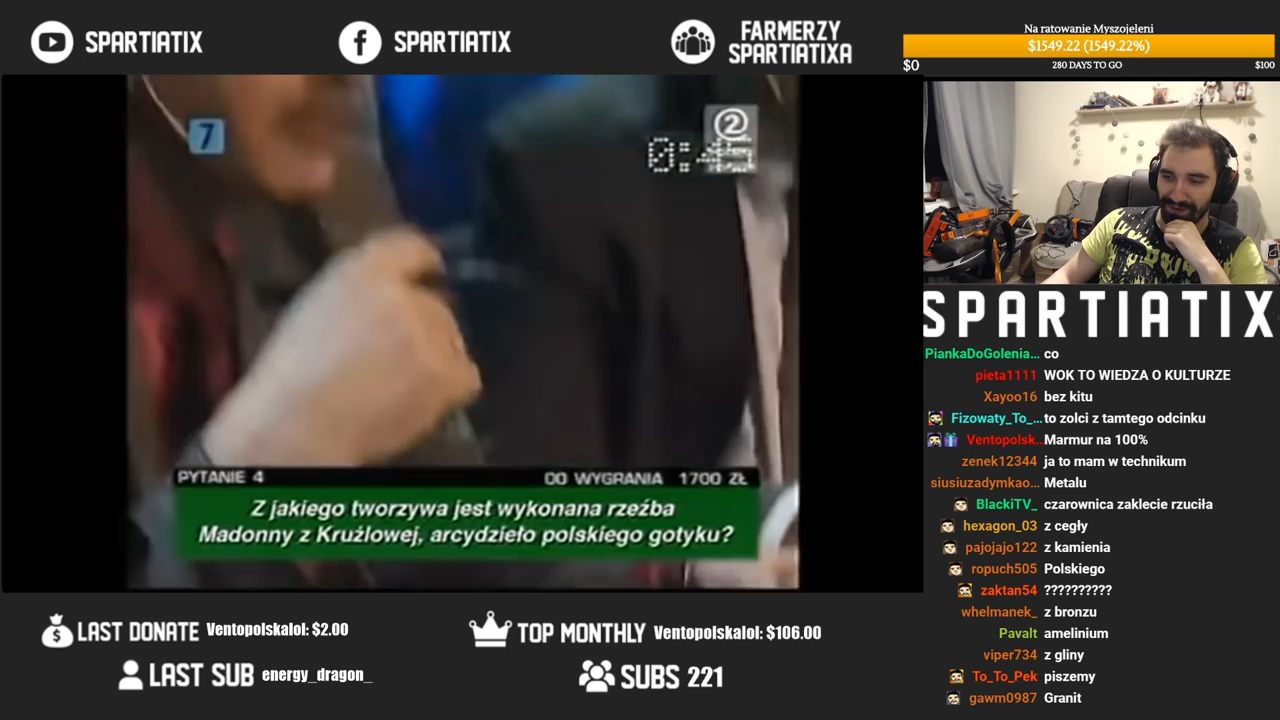 SPARTIATIX
SPARTIATIX
FARMERZY
SPARTIATIXA
Na ratowanie Myszojeleni
$1549.22 (1549.22%)
$0
280 DAYS TO GO
$100
7
2
0:45
PYTANIE 4
DO WYGRANIA 1700 ZŁ
Z jakiego tworzywa jest wykonana rzeźba
Madonny z Krużlowej, arcydzieło polskiego gotyku?
SPARTIATIX
PiankaDoGolenia... co
pieta1111 WOK TO WIEDZA O KULTURZE
Xayoo16 bez kitu
Fizowaty_To_... to zolci z tamtego odcinku
Ventopolsk... Marmur na 100%
zenek12344 ja to mam w technikum
siusiuzadymkao... Metalu
BlackiTV_ czarownica zaklecie rzuciła
hexagon_03 z cegły
pajojajo122 z kamienia
ropuch505 Polskiego
zaktan54 ??????????
whelmanek_ z bronzu
Pavalt amelinium
viper734 z gliny
To_To_Pek piszemy
gawm0987 Granit
LAST DONATE Ventopolskalol: $2.00
TOP MONTHLY Ventopolskalol: $106.00
LAST SUB energy_dragon_
SUBS 221